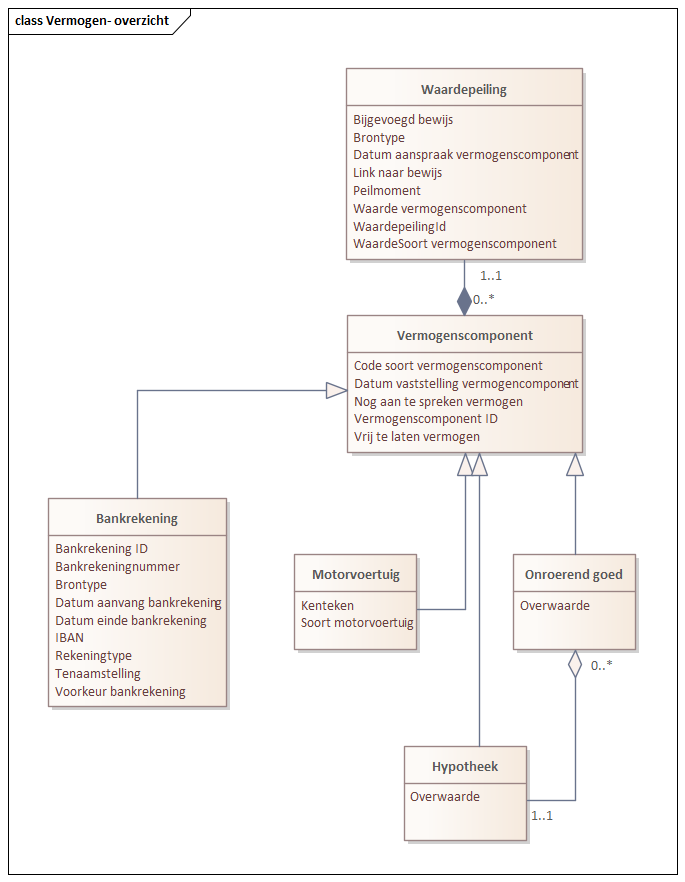 class Vermogen- overzicht
Waardepeiling
Bijgevoegd bewijs
Brontype
Datum aanspraak vermogenscomponent
Link naar bewijs
Peilmoment
Waarde vermogenscomponent
WaardepeilingId
WaardeSoort vermogenscomponent
1..1
0..*
Vermogenscomponent
Code soort vermogenscomponent
Datum vaststelling vermogencomponent
Nog aan te spreken vermogen
Vermogenscomponent ID
Vrij te laten vermogen
Bankrekening
Bankrekening ID
Bankrekeningnummer
Brontype
Datum aanvang bankrekening
Datum einde bankrekening
IBAN
Rekeningtype
Tenaamstelling
Voorkeur bankrekening
Motorvoertuig
Kenteken
Soort motorvoertuig
Onroerend goed
Overwaarde
0..*
Hypotheek
Overwaarde
1..1